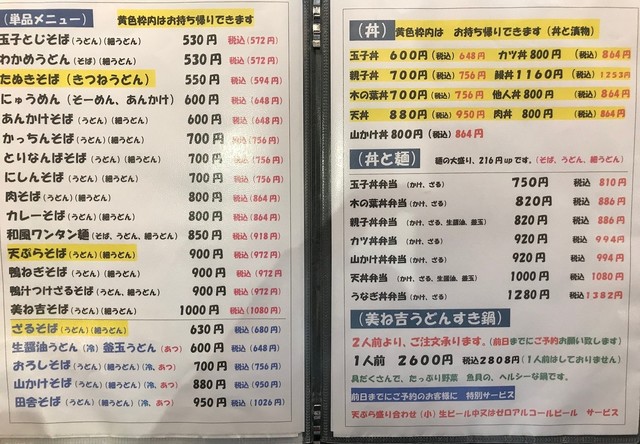 (単品メニュー) 黄色枠内はお持ち帰りできます
玉子とじそば(うどん)(細うどん) 530円 税込(572円)
わかめうどん(そば)(細うどん) 530円 税込(572円)
たぬきそば(きつねうどん) 550円 税込(594円)
にゅうめん(そーめん、あんかけ) 600円 税込(648円)
あんかけそば(うどん)(細うどん) 600円 税込(648円)
かっちんそば(うどん)(細うどん) 700円 税込(756円)
とりなんばそば(うどん)(細うどん) 700円 税込(756円)
にしんそば(うどん)(細うどん) 700円 税込(756円)
肉そば(うどん)(細うどん) 800円 税込(864円)
カレーそば(うどん)(細うどん) 800円 税込(864円)
和風ワンタン麺(そば、うどん、細うどん) 850円 税込(918円)
天ぷらそば(うどん)(細うどん) 900円 税込(972円)
鴨ねぎそば(うどん)(細うどん) 900円 税込(972円)
鴨汁つけざるそば(うどん、細うどん) 900円 税込(972円)
美ね吉そば(うどん)(細うどん) 1000円 税込(1080円)
ざるそば(うどん)(細うどん) 630円 税込(680円)
生醤油うどん(冷)釜玉うどん(あつ) 600円 税込(648円)
おろしそば(うどん)(細うどん)(冷、あつ) 700円 税込(756円)
山かけそば(うどん)(細うどん)(冷、あつ) 880円 税込(950円)
田舎そば(うどん)(細うどん)(冷、あつ) 950円 税込(1026円)
(丼) 黄色枠内は お持ち帰りできます(丼と漬物)
玉子丼 600円(税込)648円 カツ丼 800円 (税込)864円
親子丼 700円(税込)756円 鰻丼 1160円 (税込)1253円
木の葉丼 700円(税込)756円 他人丼 800円 (税込)864円
天丼 880円(税込)950円 肉丼 800円 (税込)864円
山かけ丼 800円(税込)864円
(丼と麺) 麺の大盛り、216円upです。(そば、うどん、細うどん)
玉子丼弁当(かけ、ざる) 750円 税込 810円
木の葉丼弁当(かけ、ざる) 820円 税込 886円
親子丼弁当(かけ、ざる、生醤油、釜玉) 820円 税込 886円
カツ丼弁当(かけ、ざる) 920円 税込 994円
山かけ丼弁当(かけ、ざる) 920円 税込 994円
天丼弁当(かけ、ざる、生醤油、釜玉) 1000円 税込 1080円
うなぎ丼弁当(かけ、ざる) 1280円 税込1382円
(美ね吉うどんすき鍋)
2人前より、ご注文承ります。(前日までにご予約お願い致します)
1人前 2600円 税込2808円(1人前はしておりません)
具だくさんで、たっぷり野菜 魚貝の、ヘルシーな鍋です。
前日までにご予約のお客様に 特別サービス
天ぷら盛り合わせ(小)生ビール中又はゼロアルコールビール サービス